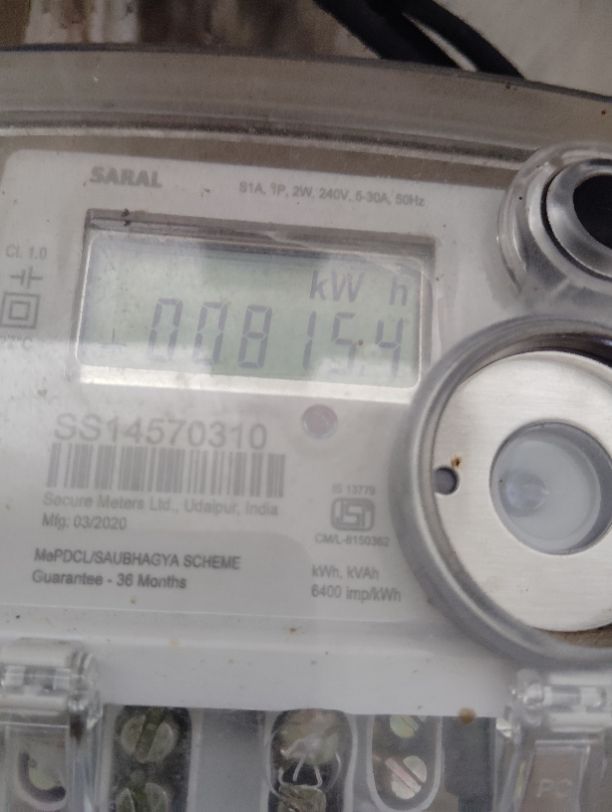 SARAL
S1A, 1P, 2W, 240V, 5-30A, 50Hz
Cl. 1.0
kW h
00815.4
SS14570310
Secure Meters Ltd., Udaipur, India
Mfg: 03/2020
IS 13779
CM/L-8150362
MePDCL/SAUBHAGYA SCHEME
Guarantee - 36 Months
kWh, kVAh
6400 imp/kWh